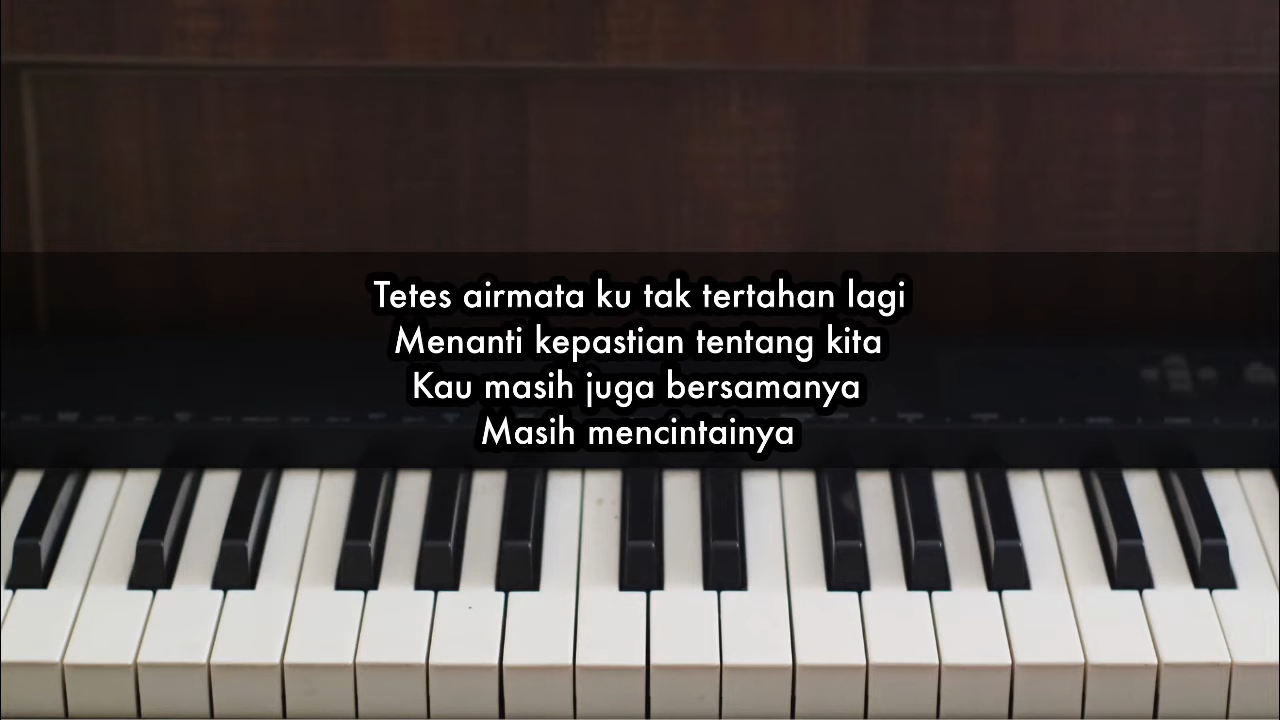 Tetes airmata ku tak tertahan lagi
Menanti kepastian tentang kita
Kau masih juga bersamanya
Masih mencintainya